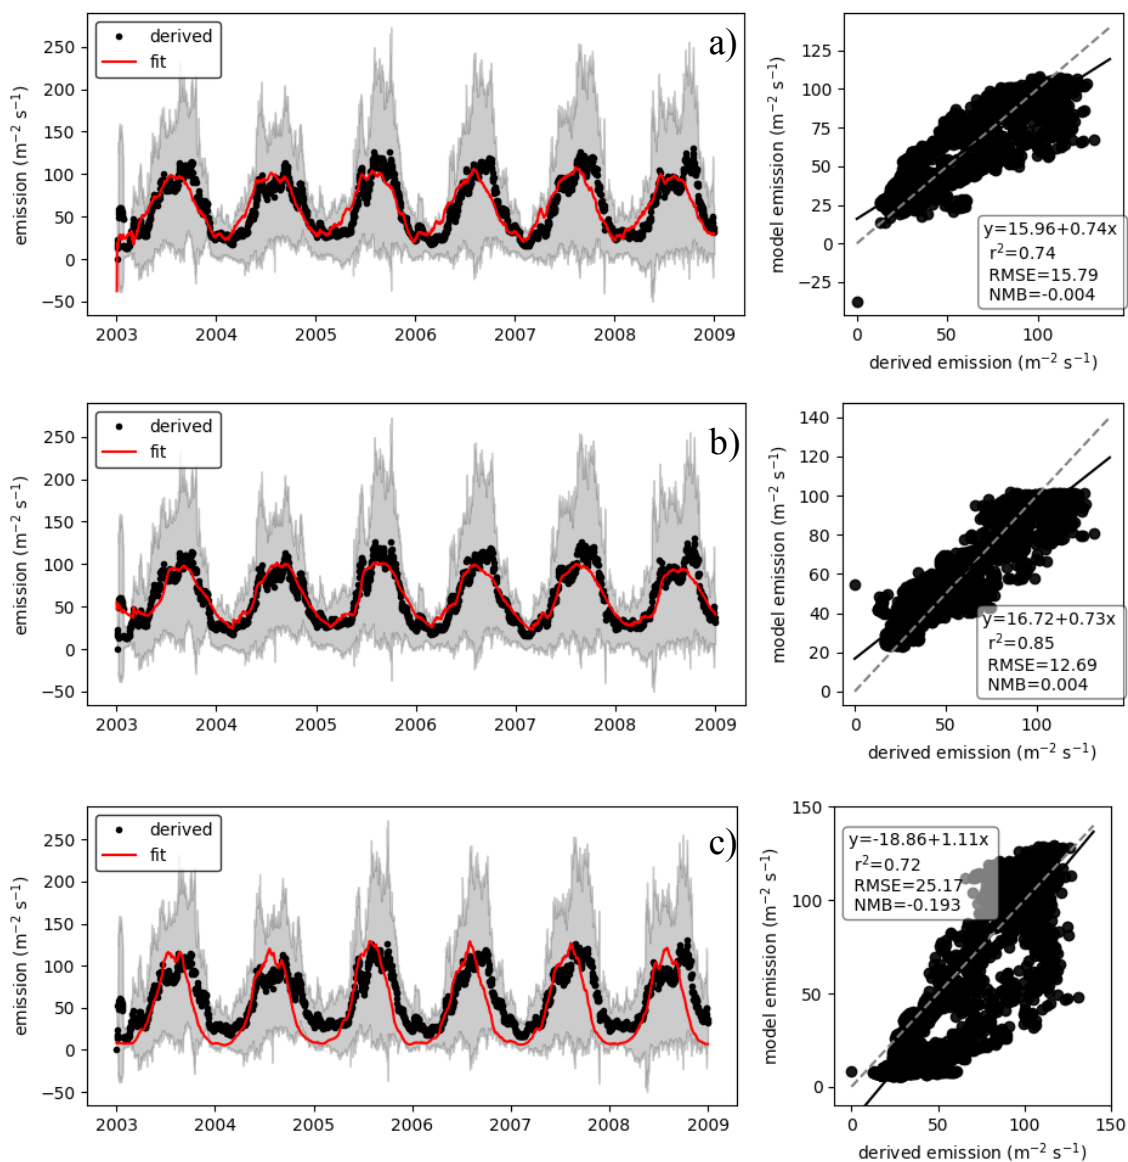 derived
fit
a)
250
200
150
100
50
0
−50
emission (m⁻² s⁻¹)
2003 2004 2005 2006 2007 2008 2009
125
100
75
50
25
0
−25
model emission (m⁻² s⁻¹)
y=15.96+0.74x
r²=0.74
RMSE=15.79
NMB=-0.004
0 100
derived emission (m⁻² s⁻¹)
derived
fit
b)
250
200
150
100
50
0
−50
emission (m⁻² s⁻¹)
2003 2004 2005 2006 2007 2008 2009
140
120
100
80
60
40
20
0
model emission (m⁻² s⁻¹)
y=16.72+0.73x
r²=0.85
RMSE=12.69
NMB=0.004
0 50 100
derived emission (m⁻² s⁻¹)
derived
fit
c)
250
200
150
100
50
0
−50
emission (m⁻² s⁻¹)
2003 2004 2005 2006 2007 2008 2009
150
100
50
0
model emission (m⁻² s⁻¹)
y=-18.86+1.11x
r²=0.72
RMSE=25.17
NMB=-0.193
0 50 100 150
derived emission (m⁻² s⁻¹)